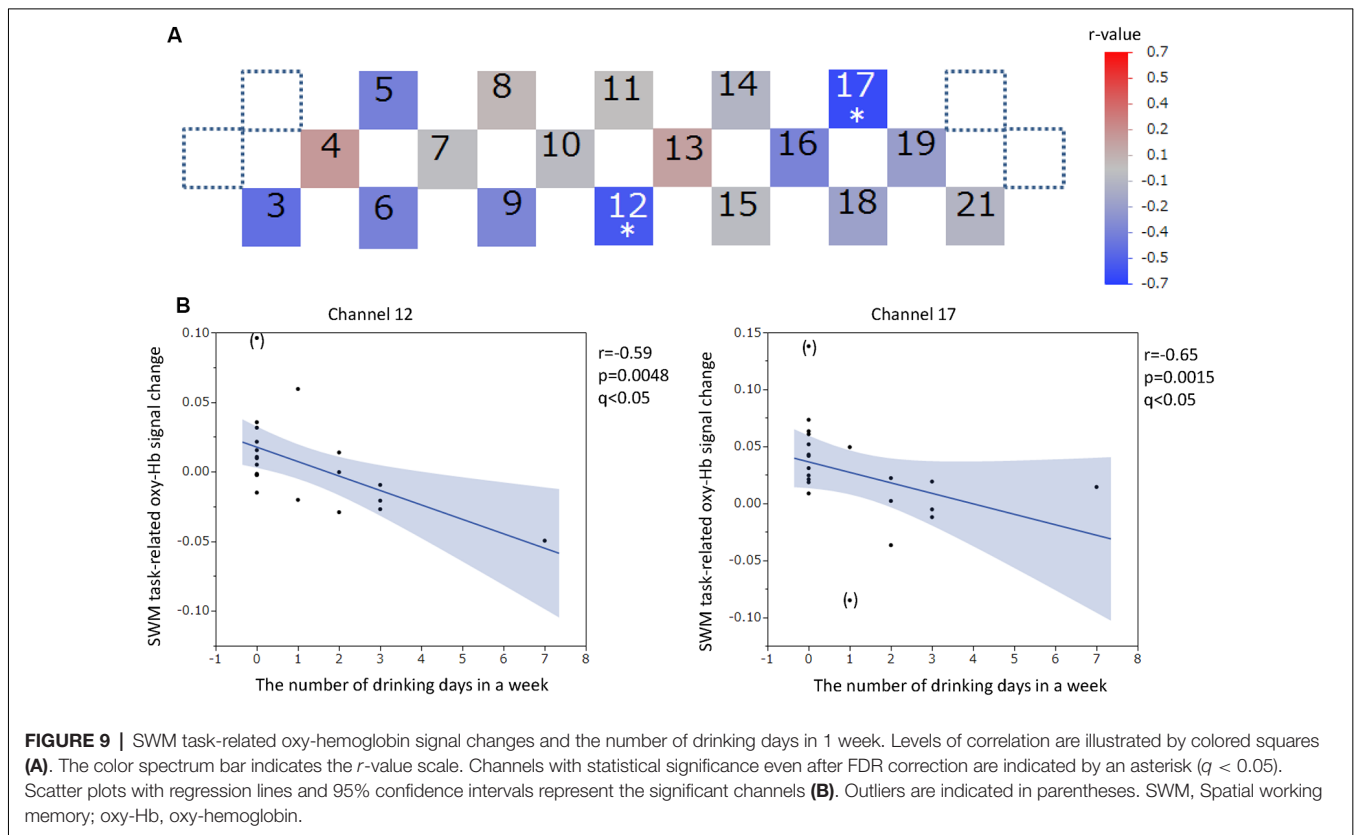 A
r-value
5 8 11 14 17
*
4 7 10 13 16 19
3 6 9 12 15 18 21
*
0.7
0.5
0.4
0.2
0.1
-0.1
-0.2
-0.4
-0.5
-0.7
B
Channel 12
SWM task-related oxy-Hb signal change
0.10
0.05
0.00
-0.05
-0.10
(•)
r=-0.59
p=0.0048
q<0.05
-1 0 1 2 3 4 5 6 7 8
The number of drinking days in a week
Channel 17
SWM task-related oxy-Hb signal change
0.15
0.10
0.05
0.00
-0.05
-0.10
(•)
(•)
r=-0.65
p=0.0015
q<0.05
-1 0 1 2 3 4 5 6 7 8
The number of drinking days in a week
FIGURE 9 | SWM task-related oxy-hemoglobin signal changes and the number of drinking days in 1 week. Levels of correlation are illustrated by colored squares
(A). The color spectrum bar indicates the r-value scale. Channels with statistical significance even after FDR correction are indicated by an asterisk (q < 0.05).
Scatter plots with regression lines and 95% confidence intervals represent the significant channels (B). Outliers are indicated in parentheses. SWM, Spatial working
memory; oxy-Hb, oxy-hemoglobin.